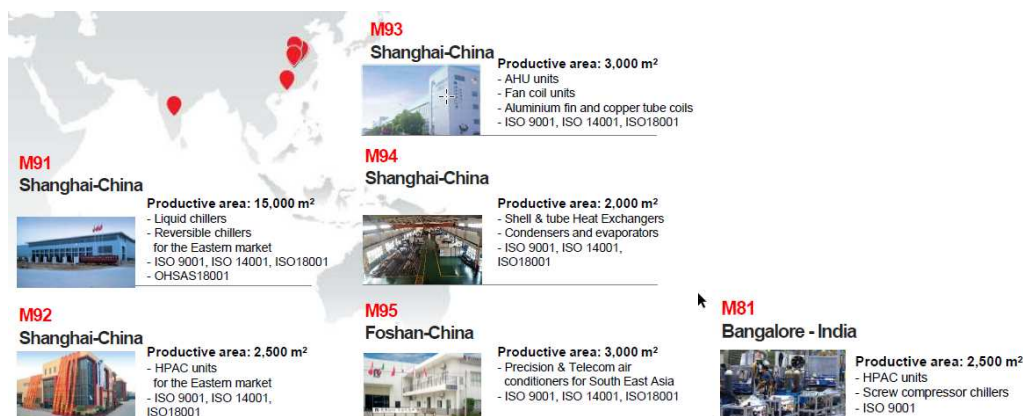 M93
Shanghai-China
Productive area: 3,000 m²
- AHU units
- Fan coil units
- Aluminium fin and copper tube coils
- ISO 9001, ISO 14001, ISO18001
M91
Shanghai-China
Productive area: 15,000 m²
- Liquid chillers
- Reversible chillers
for the Eastern market
- ISO 9001, ISO 14001, ISO18001
- OHSAS18001
M94
Shanghai-China
Productive area: 2,000 m²
- Shell & tube Heat Exchangers
- Condensers and evaporators
- ISO 9001, ISO 14001,
ISO18001
M92
Shanghai-China
Productive area: 2,500 m²
- HPAC units
for the Eastern market
- ISO 9001, ISO 14001,
ISO18001
M95
Foshan-China
Productive area: 3,000 m²
- Precision & Telecom air
conditioners for South East Asia
- ISO 9001, ISO 14001, ISO18001
M81
Bangalore - India
Productive area: 2,500 m²
- HPAC units
- Screw compressor chillers
- ISO 9001